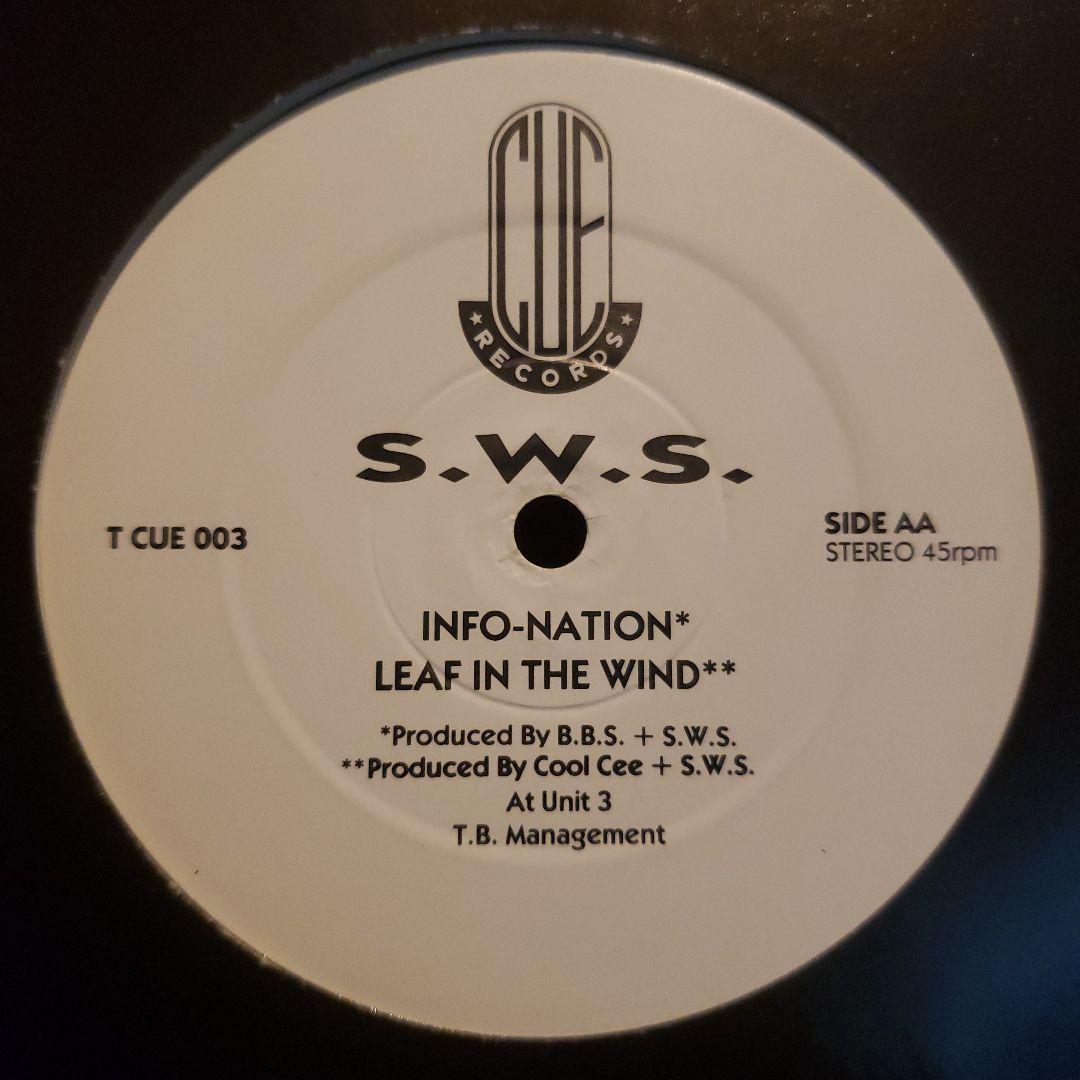 CUE
★ RECORDS ★
S.W.S.
T CUE 003
SIDE AA
STEREO 45rpm
INFO-NATION*
LEAF IN THE WIND**
*Produced By B.B.S. + S.W.S.
**Produced By Cool Cee + S.W.S.
At Unit 3
T.B. Management